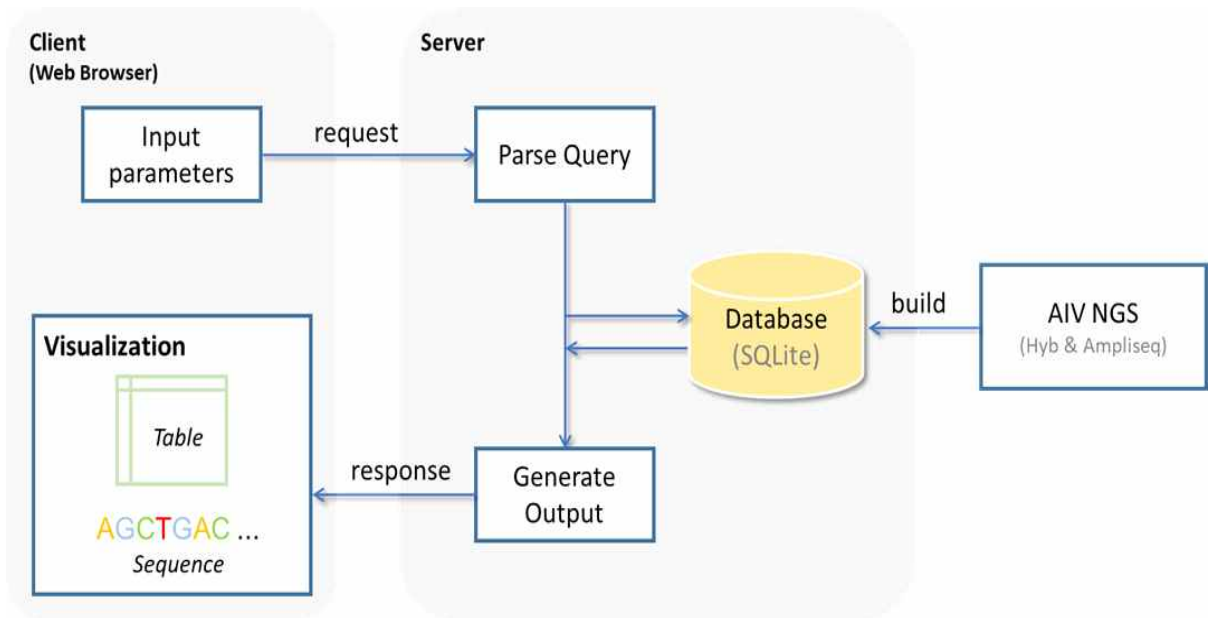 Client
(Web Browser)
Server
Input
parameters
request
Parse Query
Database
(SQLite)
build
AIV NGS
(Hyb & Ampliseq)
Visualization
Table
AGCTGAC ...
Sequence
response
Generate
Output